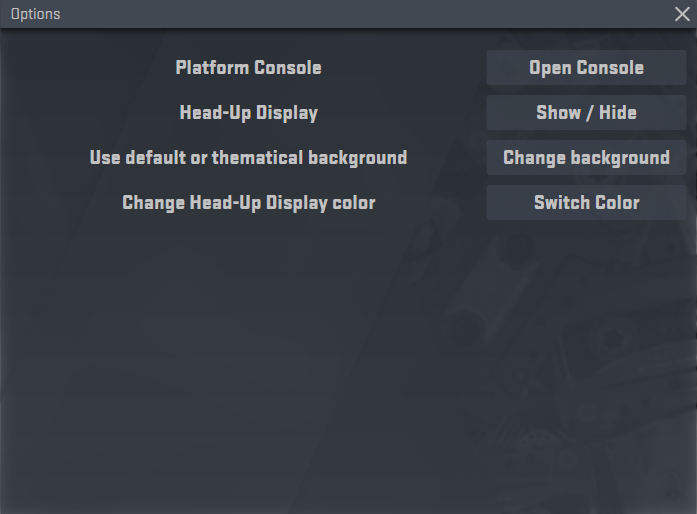 Options
Platform Console Open Console
Head-Up Display Show / Hide
Use default or thematical background Change background
Change Head-Up Display color Switch Color